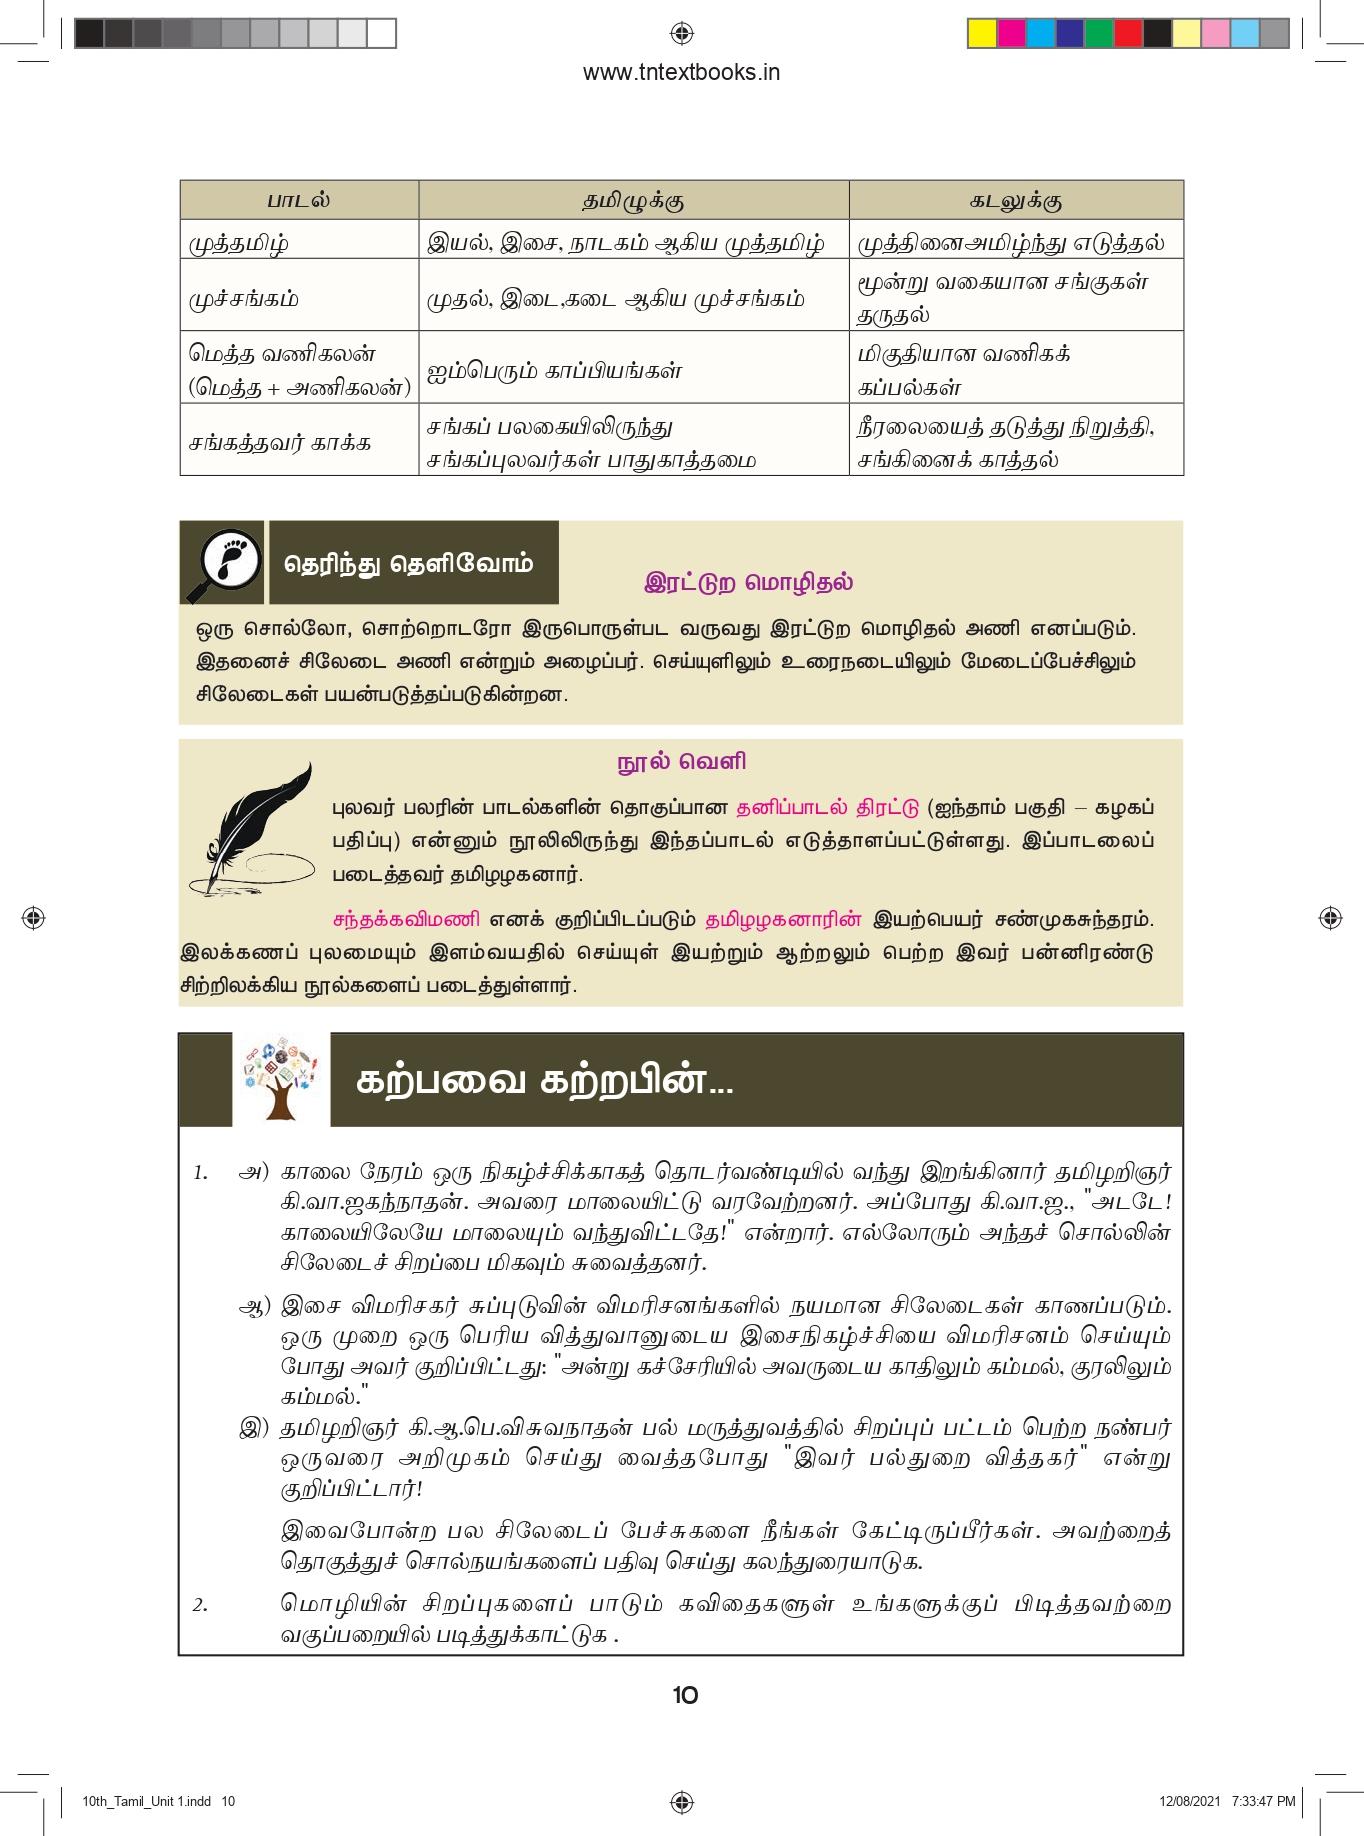 www.tntextbooks.in
பாடல் தமிழுக்கு கடலுக்கு
முத்தமிழ் இயல், இசை, நாடகம் ஆகிய முத்தமிழ் முத்தினைஅமிழ்ந்து எடுத்தல்
முச்சங்கம் முதல், இடை,கடை ஆகிய முச்சங்கம் மூன்று வகையான சங்குகள்
தருதல்
மெத்த வணிகலன்
(மெத்த + அணிகலன்)
ஐம்பெரும் காப்பியங்கள்
மிகுதியான வணிகக்
கப்பல்கள்
சங்கத்தவர் காக்க
சங்கப் பலகையிலிருந்து
சங்கப்புலவர்கள் பாதுகாத்தமை
நீரலையைத் தடுத்து நிறுத்தி,
சங்கினைக் காத்தல்
தெரிந்து தெளிவோம்
இரட்டுற மொழிதல்
ஒரு சொல்லோ, சொற்றொடரோ இருபொருள்பட வருவது இரட்டுற மொழிதல் அணி எனப்படும்.
இதனைச் சிலேடை அணி என்றும் அழைப்பர். செய்யுளிலும் உரைநடையிலும் மேடைப்பேச்சிலும்
சிலேடைகள் பயன்படுத்தப்படுகின்றன.
நூல் வெளி
புலவர் பலரின் பாடல்களின் தொகுப்பான தனிப்பாடல் திரட்டு (ஐந்தாம் பகுதி – கழகப்
பதிப்பு) என்னும் நூலிலிருந்து இந்தப்பாடல் எடுத்தாளப்பட்டுள்ளது. இப்பாடலைப்
படைத்தவர் தமிழழகனார்.
சந்தக்கவிமணி எனக் குறிப்பிடப்படும் தமிழழகனாரின் இயற்பெயர் சண்முகசுந்தரம்.
இலக்கணப் புலமையும் இளம்வயதில் செய்யுள் இயற்றும் ஆற்றலும் பெற்ற இவர் பன்னிரண்டு
சிற்றிலக்கிய நூல்களைப் படைத்துள்ளார்.
கற்பவை கற்றபின்...
1. அ) காலை நேரம் ஒரு நிகழ்ச்சிக்காகத் தொடர்வண்டியில் வந்து இறங்கினார் தமிழறிஞர்
கி.வா.ஜகந்நாதன். அவரை மாலையிட்டு வரவேற்றனர். அப்போது கி.வா.ஜ., "அடடே!
காலையிலேயே மாலையும் வந்துவிட்டதே!" என்றார். எல்லோரும் அந்தச் சொல்லின்
சிலேடைச் சிறப்பை மிகவும் சுவைத்தனர்.
ஆ) இசை விமரிசகர் சுப்புடுவின் விமரிசனங்களில் நயமான சிலேடைகள் காணப்படும்.
ஒரு முறை ஒரு பெரிய வித்துவானுடைய இசைநிகழ்ச்சியை விமரிசனம் செய்யும்
போது அவர் குறிப்பிட்டது: "அன்று கச்சேரியில் அவருடைய காதிலும் கம்மல், குரலிலும்
கம்மல்."
இ) தமிழறிஞர் கி.ஆ.பெ.விசுவநாதன் பல் மருத்துவத்தில் சிறப்புப் பட்டம் பெற்ற நண்பர்
ஒருவரை அறிமுகம் செய்து வைத்தபோது "இவர் பல்துறை வித்தகர்" என்று
குறிப்பிட்டார்!
இவைபோன்ற பல சிலேடைப் பேச்சுகளை நீங்கள் கேட்டிருப்பீர்கள். அவற்றைத்
தொகுத்துச் சொல்நயங்களைப் பதிவு செய்து கலந்துரையாடுக.
2. மொழியின் சிறப்புகளைப் பாடும் கவிதைகளுள் உங்களுக்குப் பிடித்தவற்றை
வகுப்பறையில் படித்துக்காட்டுக .
10
10th_Tamil_Unit 1.indd 10 12/08/2021 7:33:47 PM